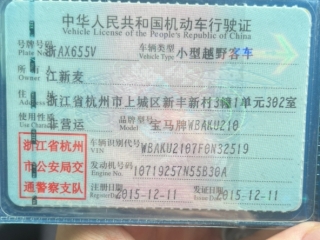 中华人民共和国机动车行驶证
Vehicle License of the People's Republic of China
号牌号码 浙AX655V 车辆类型 小型越野客车
Plate No. Vehicle Type
所有人 江新麦
浙江省杭州市上城区新丰新村3幢1单元302室
使用性质 非营运 品牌型号 宝马牌WBAKU210
浙江省杭州 车辆识别代号 WBAKU2107F0N32519
VIN
市公安局交 发动机号码 10719257N55B30A
Engine No.
通警察支队 注册日期 2015-12-11 发证日期 2015-12-11
Register Date Issue Date